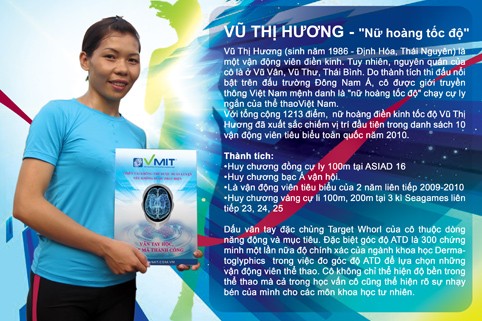 VŨ THỊ HƯƠNG - "Nữ hoàng tốc độ"
Vũ Thị Hương (sinh năm 1986 - Định Hóa, Thái Nguyên) là
một vận động viên điền kinh. Tuy nhiên, nguyên quán của
cô là ở Vũ Vân, Vũ Thư, Thái Bình. Do thành tích thi đấu nổi
bật trên đấu trường Đông Nam Á, cô được giới truyền
thông Việt Nam mệnh danh là "nữ hoàng tốc độ" chạy cự ly
ngắn của thể thaoViệt Nam.
Với tổng cộng 1213 điểm, nữ hoàng điền kinh tốc độ Vũ Thị
Hương đã xuất sắc chiếm vị trí đầu tiên trong danh sách 10
vận động viên tiêu biểu toàn quốc năm 2010.
Thành tích:
•Huy chương đồng cự ly 100m tại ASIAD 16
•Huy chương bạc Á vận hội.
•Là vận động viên tiêu biểu của 2 năm liên tiếp 2009-2010
•Huy chương vàng cự li 100m, 200m tại 3 kì Seagames liên
tiếp 23, 24, 25
Dấu vân tay đặc chủng Target Whorl của cô thuộc dòng
năng động và mục tiêu. Đặc biệt góc độ ATD là 300 chứng
minh một lần nữa độ chính xác của ngành khoa học Derma-
toglyphics trong việc đo góc độ ATD để lựa chọn những
vận động viên thể thao. Cô không chỉ thể hiện độ bền trong
thể thao mà cả trong học vấn cô cũng thể hiện rõ sự nhạy
bén của mình cho các môn khoa học tự nhiên.
VMIT
VÂN TAY HỌC
MÃ THÀNH CÔNG